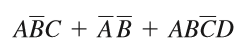 AB̅C + A̅ B̅ + ABC̅D